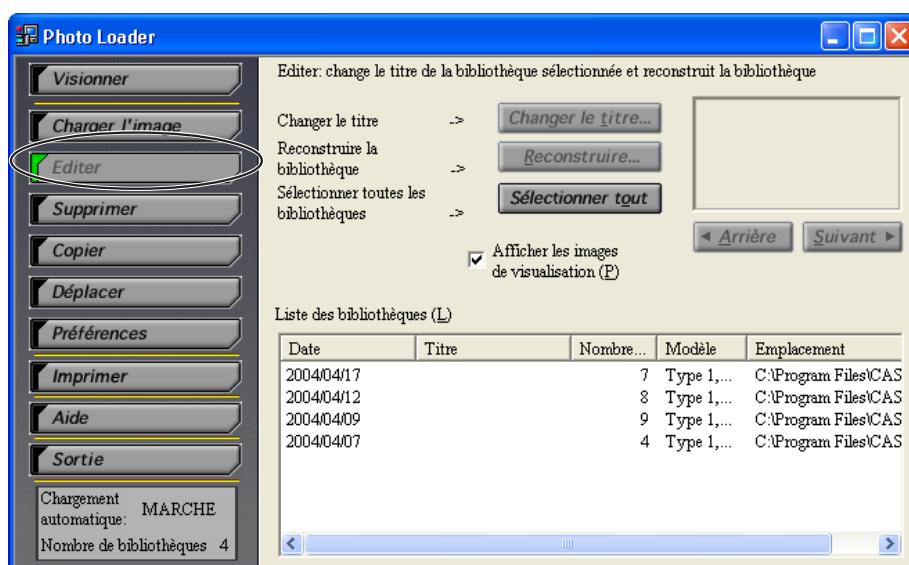 Photo Loader
Visionner
Charger l'image
Editer
Supprimer
Copier
Déplacer
Préférences
Imprimer
Aide
Sortie
Chargement
automatique: MARCHE
Nombre de bibliothèques 4
Editer: change le titre de la bibliothèque sélectionnée et reconstruit la bibliothèque
Changer le titre -> Changer le titre...
Reconstruire la
bibliothèque -> Reconstruire...
Sélectionner toutes les
bibliothèques -> Sélectionner tout
Afficher les images
de visualisation (P)
Arrière Suivant
Liste des bibliothèques (L)
Date Titre Nombre... Modèle Emplacement
2004/04/17 7 Type 1,... C:\Program Files\CAS
2004/04/12 8 Type 1,... C:\Program Files\CAS
2004/04/09 9 Type 1,... C:\Program Files\CAS
2004/04/07 4 Type 1,... C:\Program Files\CAS